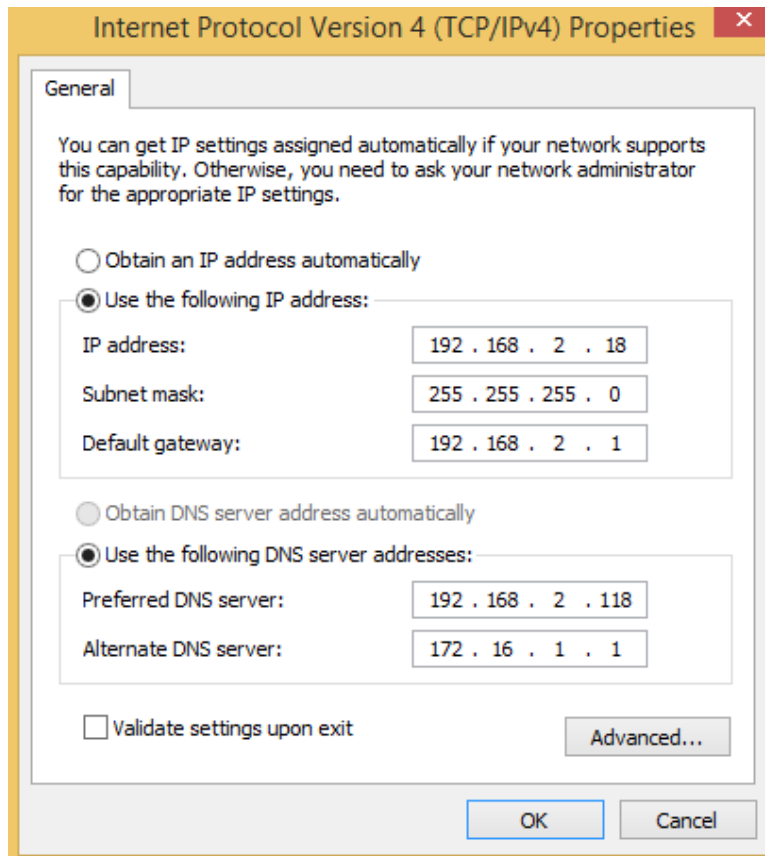 Internet Protocol Version 4 (TCP/IPv4) Properties
General
You can get IP settings assigned automatically if your network supports
this capability. Otherwise, you need to ask your network administrator
for the appropriate IP settings.
Obtain an IP address automatically
Use the following IP address:
IP address: 192 . 168 . 2 . 18
Subnet mask: 255 . 255 . 255 . 0
Default gateway: 192 . 168 . 2 . 1
Obtain DNS server address automatically
Use the following DNS server addresses:
Preferred DNS server: 192 . 168 . 2 . 118
Alternate DNS server: 172 . 16 . 1 . 1
Validate settings upon exit
Advanced...
OK Cancel